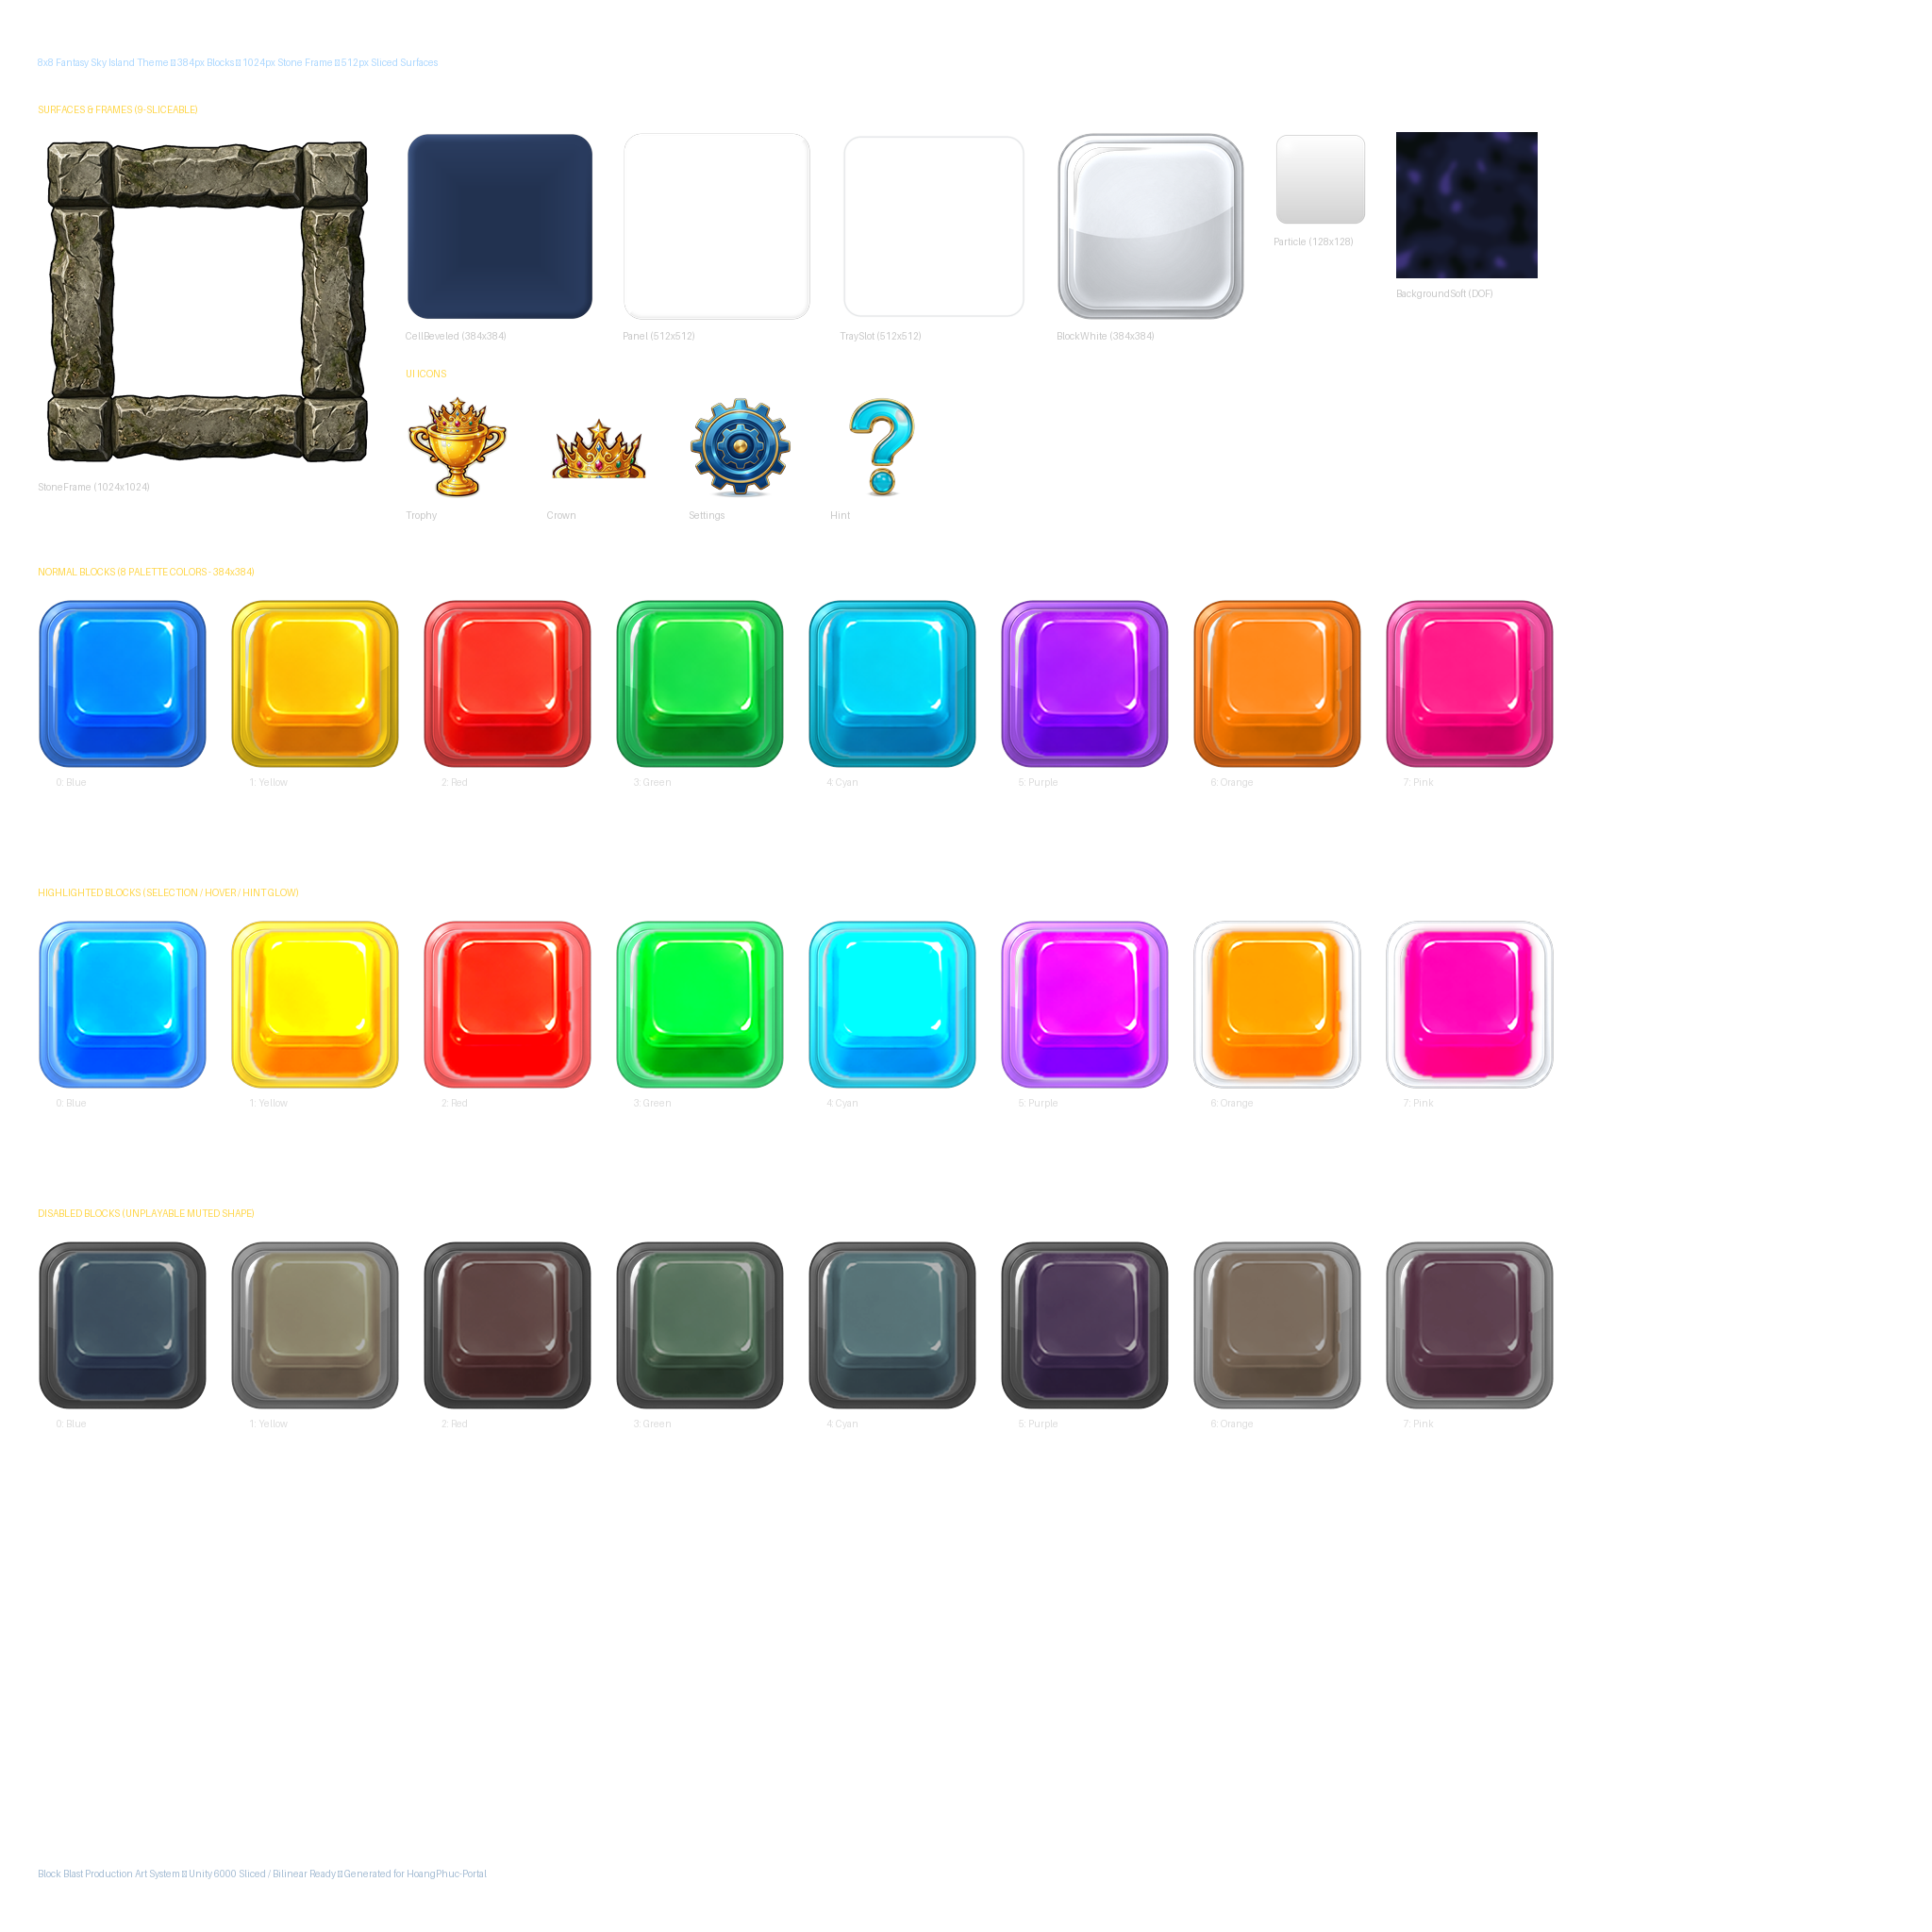 8x8 Fantasy Sky Island Theme ▯ 384px Blocks ▯ 1024px Stone Frame ▯ 512px Sliced Surfaces
SURFACES & FRAMES (9-SLICEABLE)
StoneFrame (1024x1024)
CellBeveled (384x384)
Panel (512x512)
TraySlot (512x512)
BlockWhite (384x384)
Particle (128x128)
BackgroundSoft (DOF)
UI ICONS
Trophy
Crown
Settings
Hint
NORMAL BLOCKS (8 PALETTE COLORS - 384x384)
0: Blue
1: Yellow
2: Red
3: Green
4: Cyan
5: Purple
6: Orange
7: Pink
HIGHLIGHTED BLOCKS (SELECTION / HOVER / HINT GLOW)
0: Blue
1: Yellow
2: Red
3: Green
4: Cyan
5: Purple
6: Orange
7: Pink
DISABLED BLOCKS (UNPLAYABLE MUTED SHAPE)
0: Blue
1: Yellow
2: Red
3: Green
4: Cyan
5: Purple
6: Orange
7: Pink
Block Blast Production Art System ▯ Unity 6000 Sliced / Bilinear Ready ▯ Generated for HoangPhuc-Portal